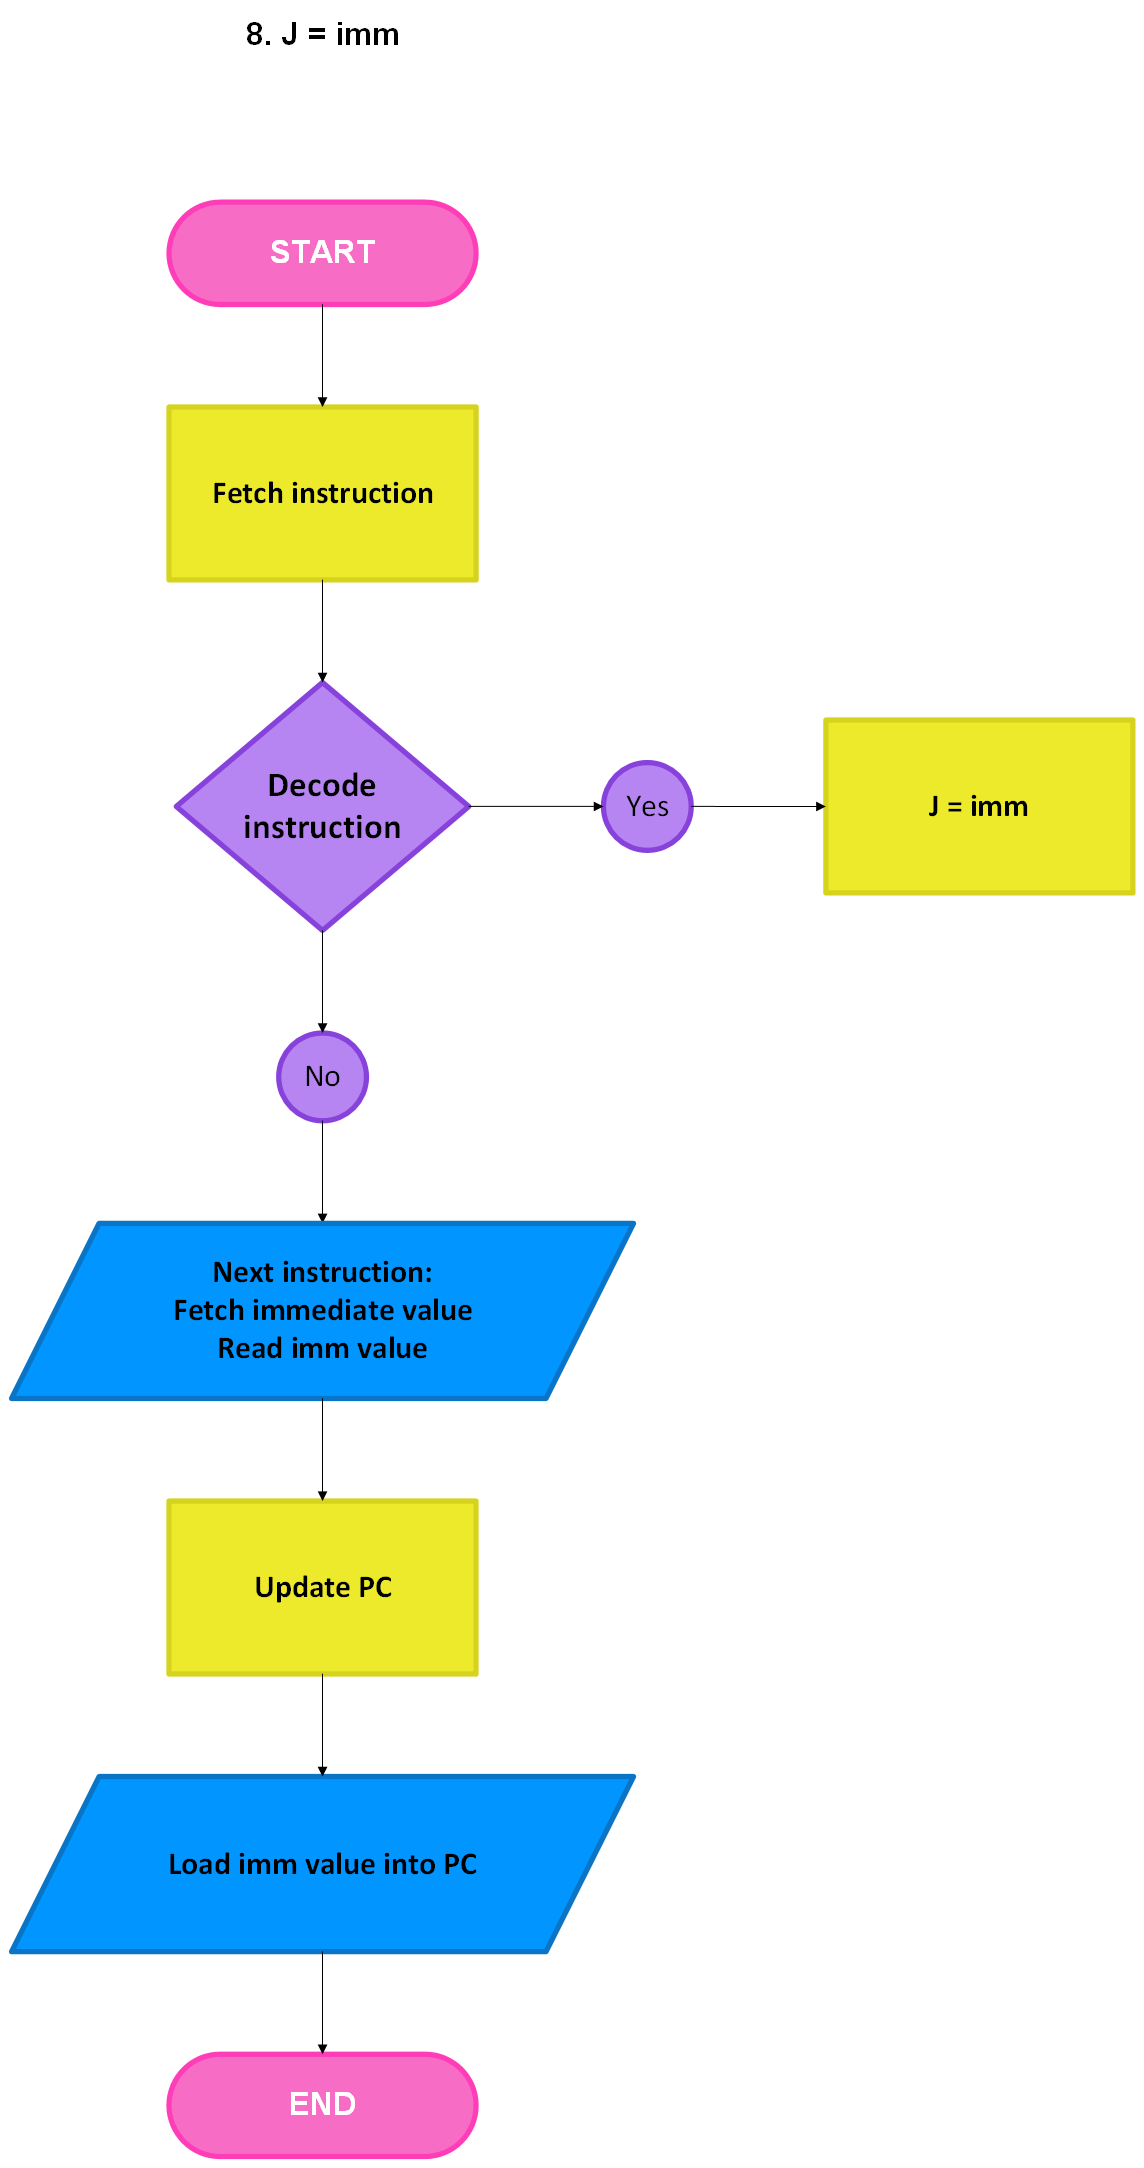 8. J = imm
START
Fetch instruction
Decode
instruction
Yes
J = imm
No
Next instruction:
Fetch immediate value
Read imm value
Update PC
Load imm value into PC
END